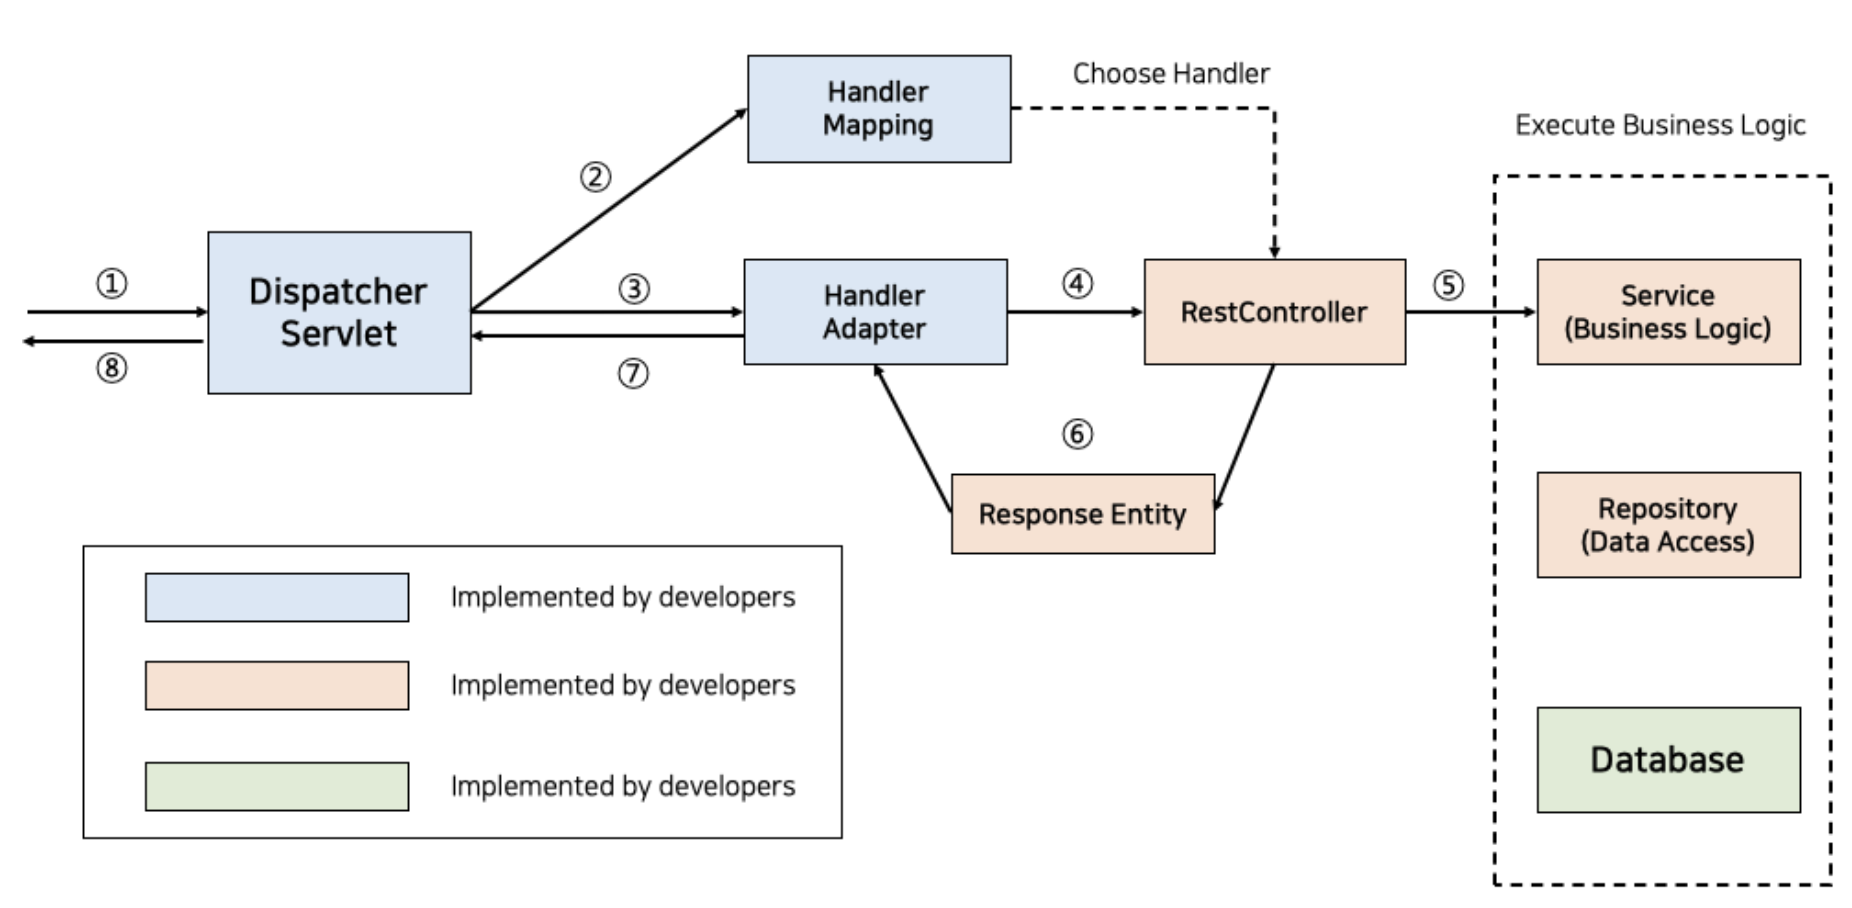 Handler
Mapping
Choose Handler
Execute Business Logic
②
①
Dispatcher
Servlet
③
Handler
Adapter
④
RestController
⑤
Service
(Business Logic)
⑧
⑦
⑥
Response Entity
Repository
(Data Access)
Implemented by developers
Implemented by developers
Implemented by developers
Database